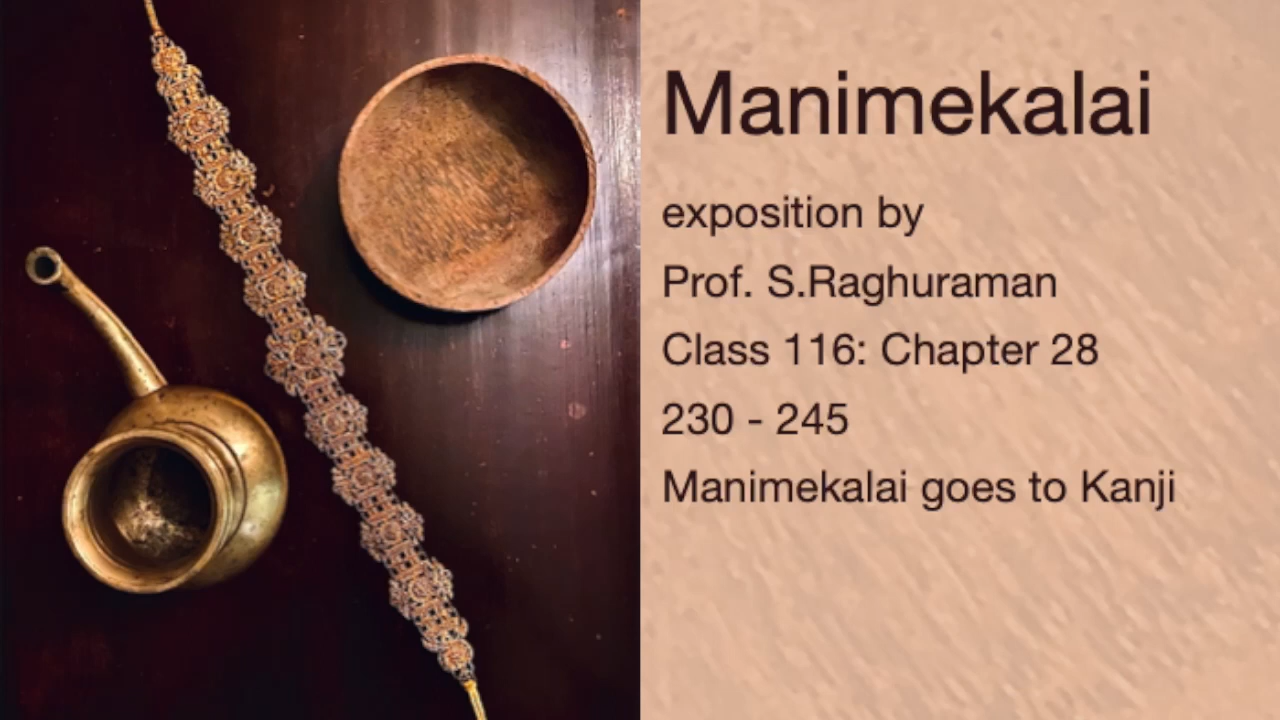 Manimekalai
exposition by
Prof. S.Raghuraman
Class 116: Chapter 28
230 - 245
Manimekalai goes to Kanji